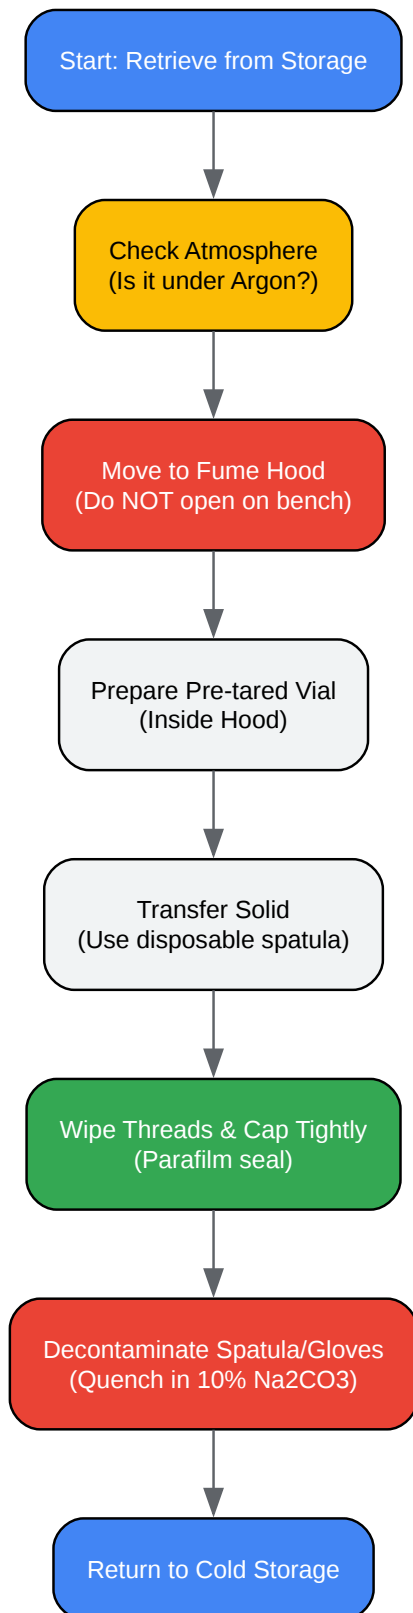 Start: Retrieve from Storage
Check Atmosphere
(Is it under Argon?)
Move to Fume Hood
(Do NOT open on bench)
Prepare Pre-tared Vial
(Inside Hood)
Transfer Solid
(Use disposable spatula)
Wipe Threads & Cap Tightly
(Parafilm seal)
Decontaminate Spatula/Gloves
(Quench in 10% Na2CO3)
Return to Cold Storage